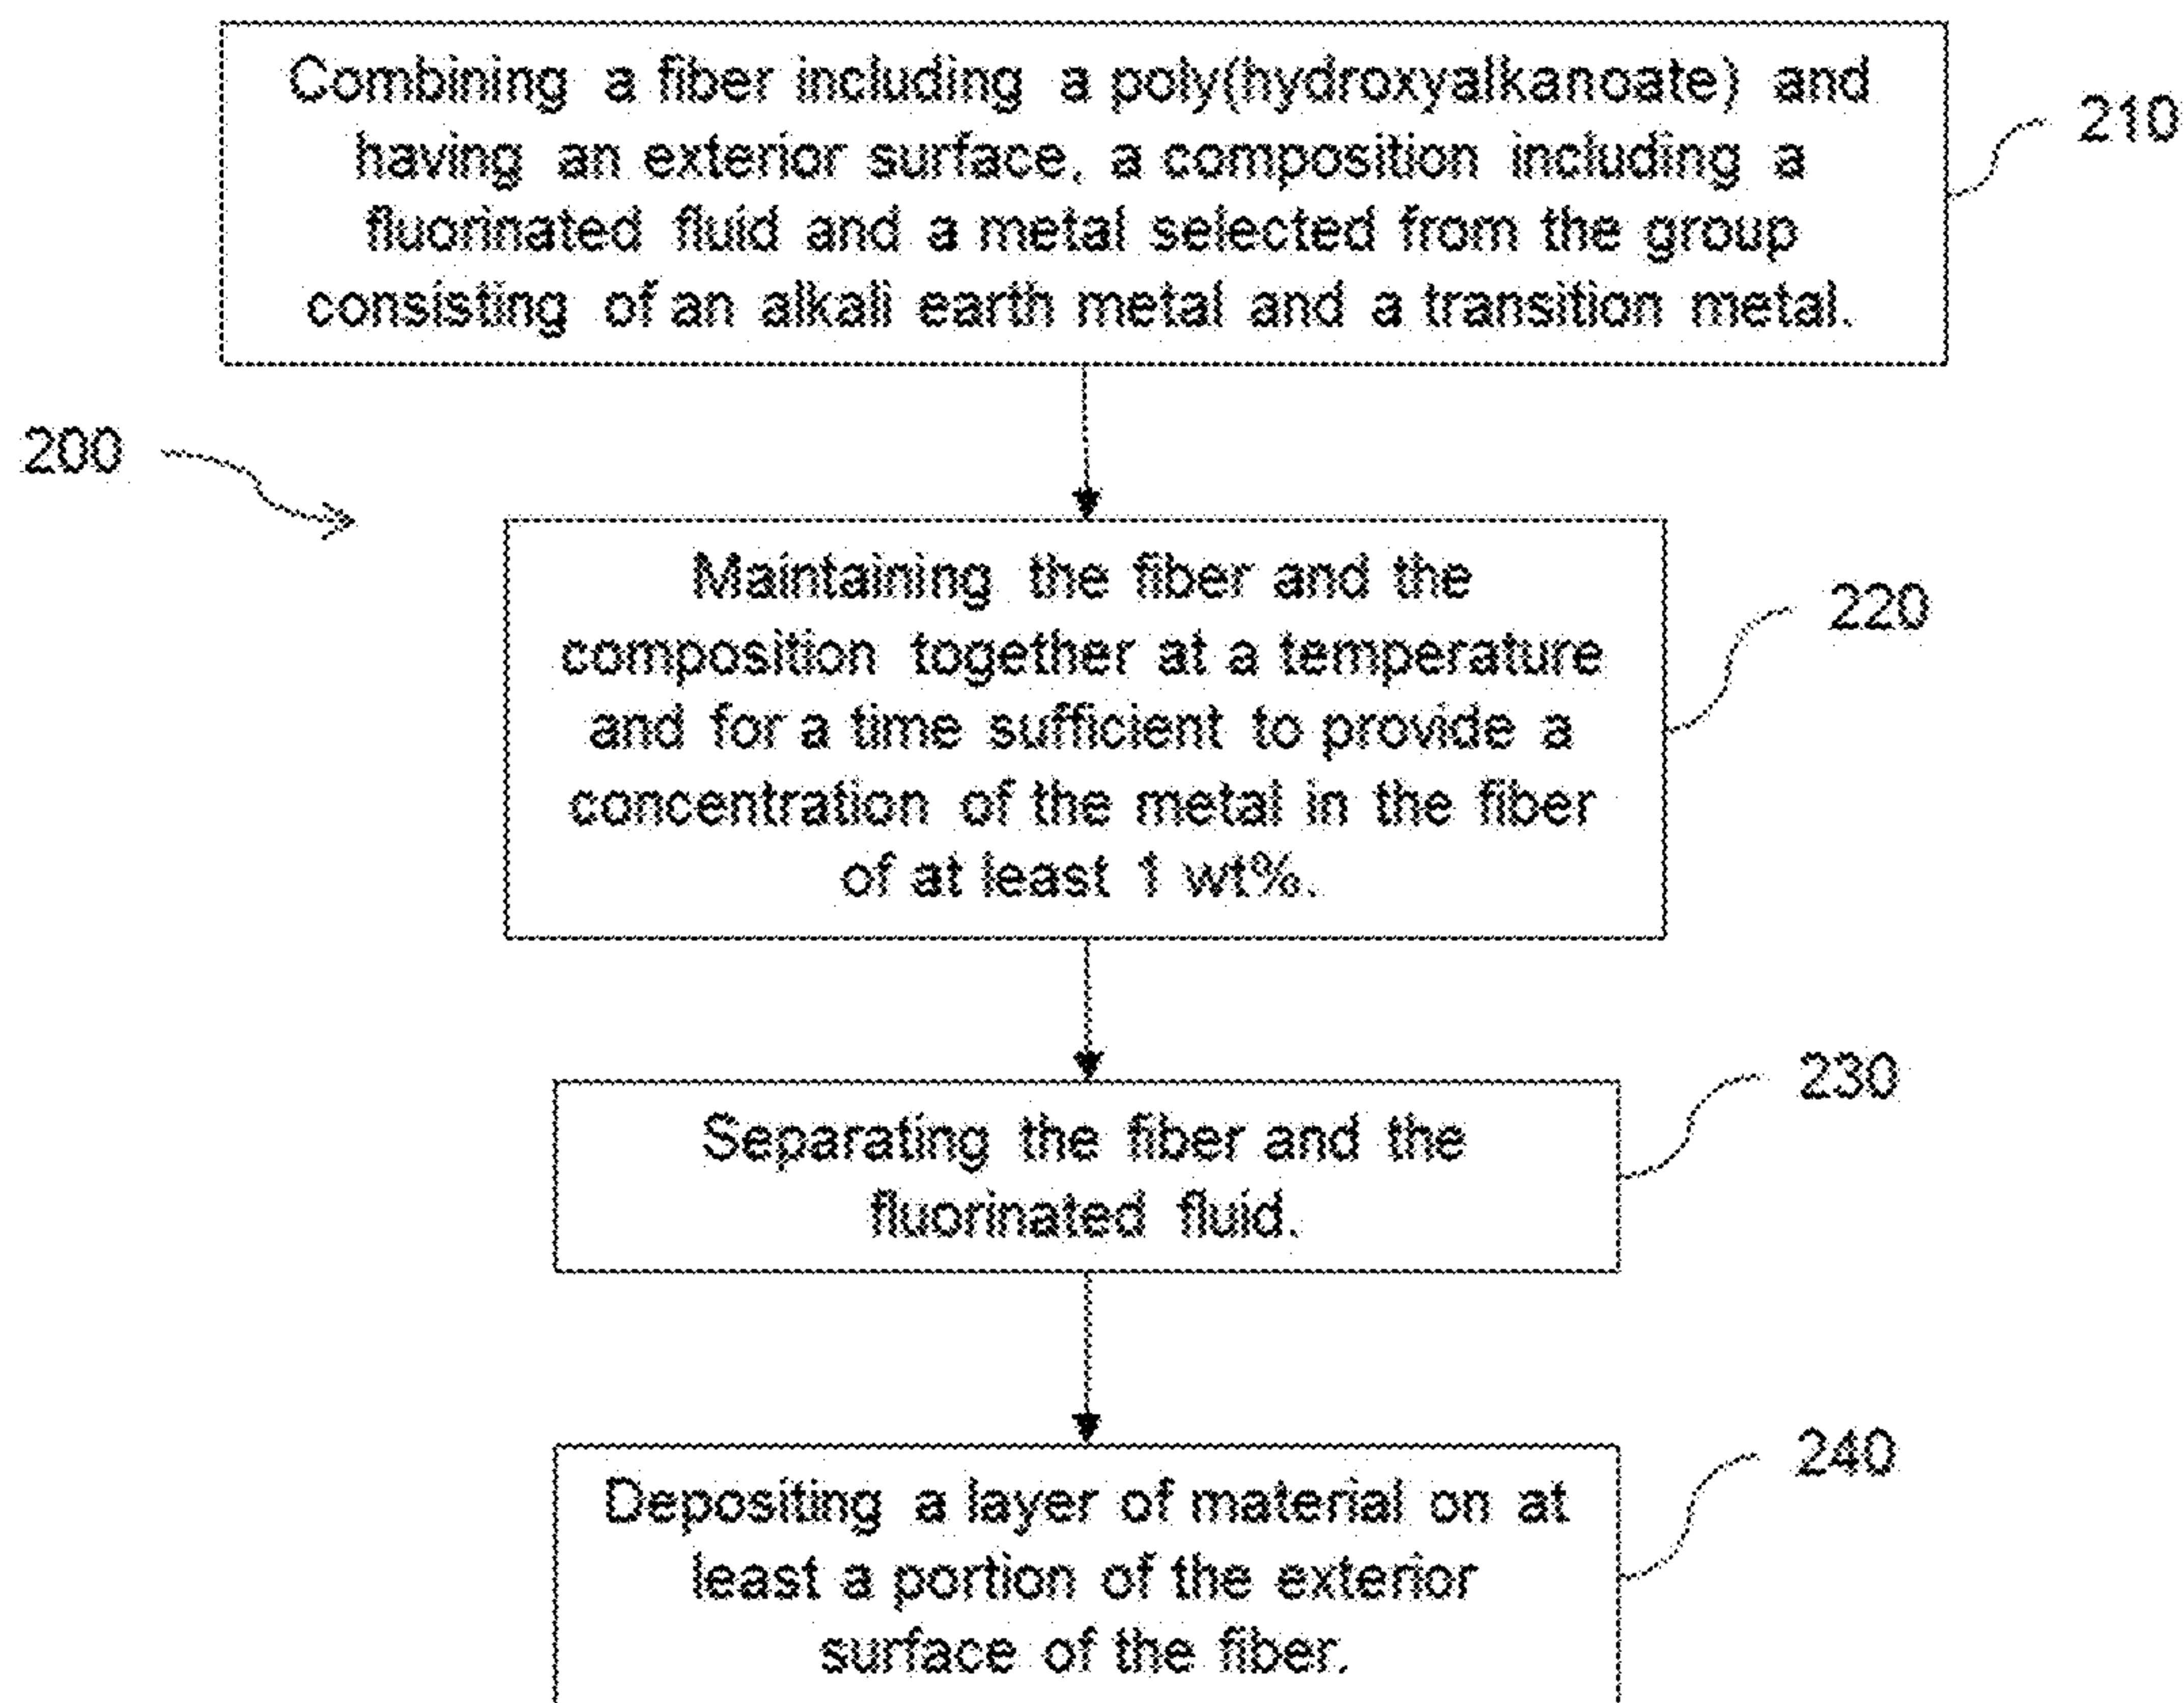 Combining a fiber including a poly(hydroxyalkanoate) and
having an exterior surface, a composition including a
fluorinated fluid and a metal selected from the group
consisting of an alkali earth metal and a transition metal.
210
200
Maintaining the fiber and the
composition together at a temperature
and for a time sufficient to provide a
concentration of the metal in the fiber
of at least 1 wt%.
220
Separating the fiber and the
fluorinated fluid.
230
Depositing a layer of material on at
least a portion of the exterior
surface of the fiber.
240